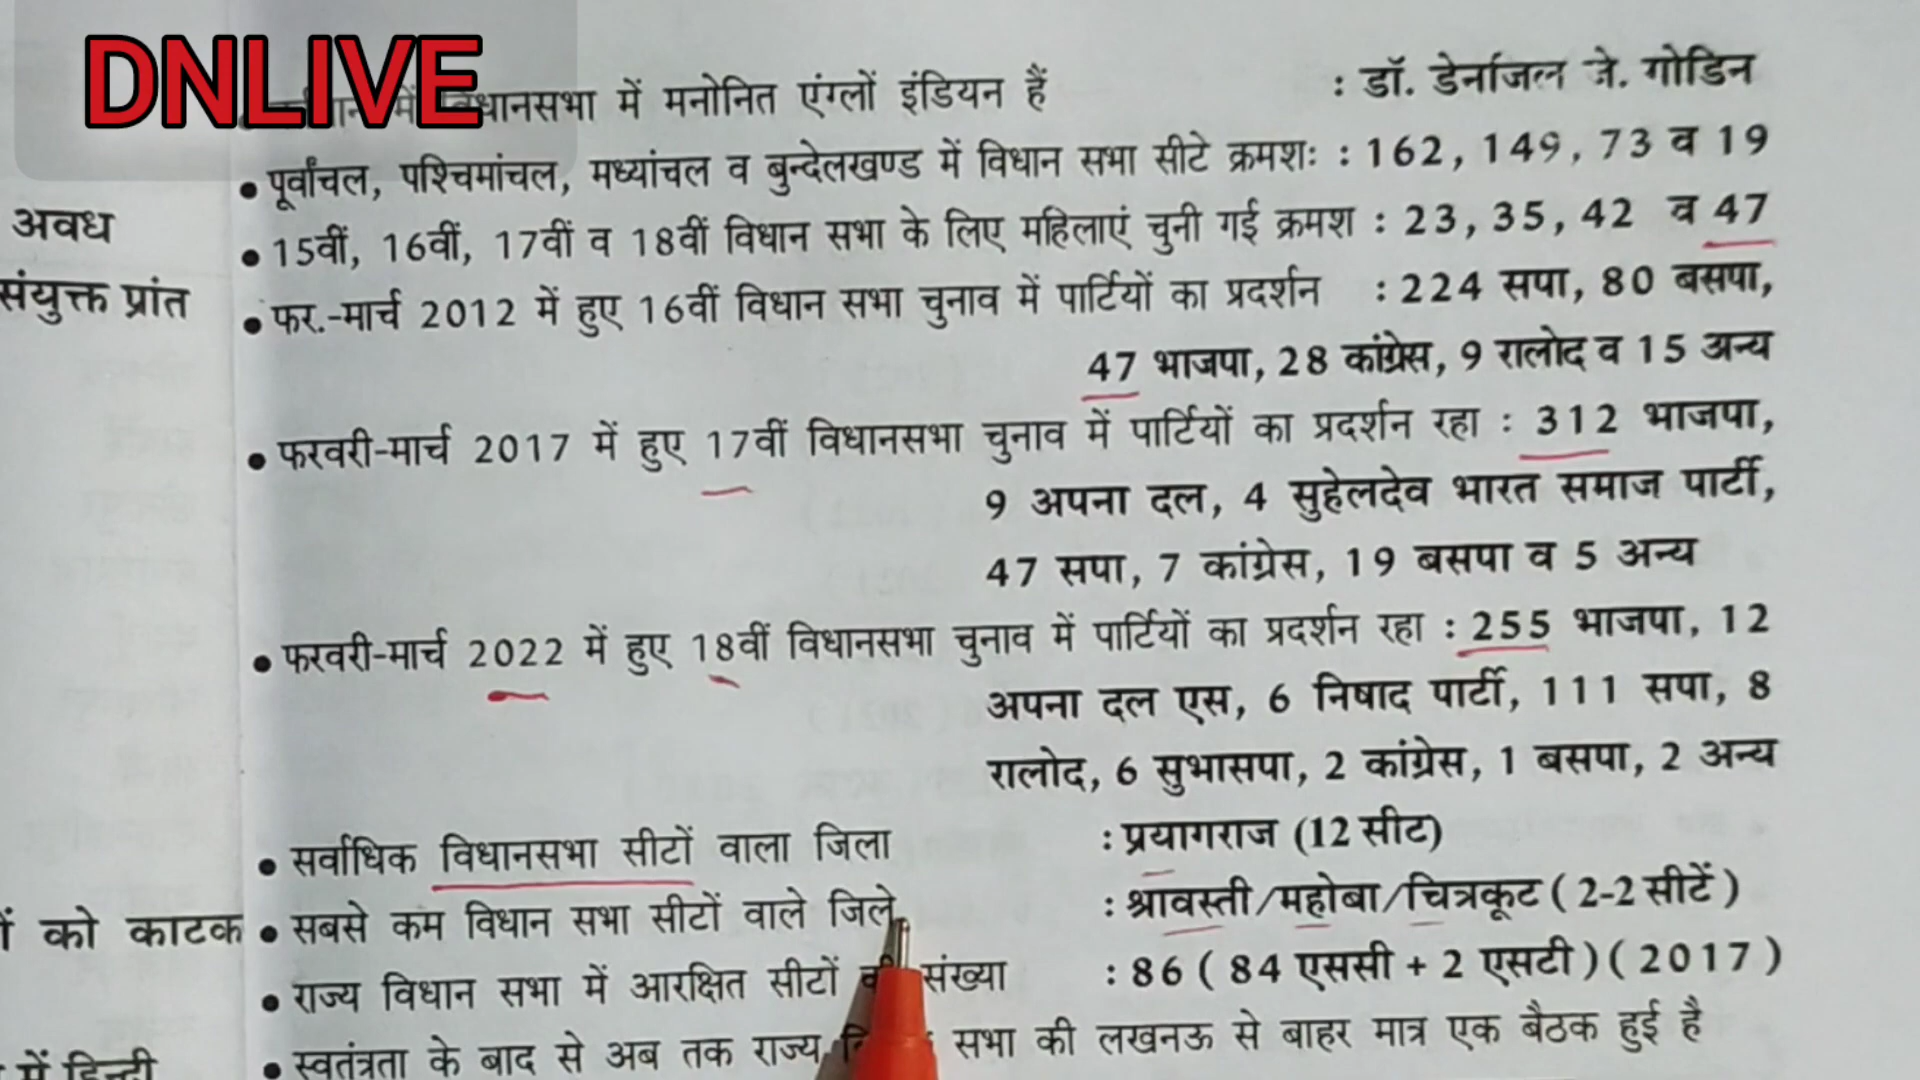 DNLIVE
में विधानसभा में मनोनित एंग्लों इंडियन हैं : डॉ. डेनजिल जे. गोडिन
• पूर्वांचल, पश्चिमांचल, मध्यांचल व बुन्देलखण्ड में विधान सभा सीटे क्रमशः : 162, 149, 73 व 19
अवध
• 15वीं, 16वीं, 17वीं व 18वीं विधान सभा के लिए महिलाएं चुनी गई क्रमश : 23, 35, 42 व 47
संयुक्त प्रांत
• फर.-मार्च 2012 में हुए 16वीं विधान सभा चुनाव में पार्टियों का प्रदर्शन : 224 सपा, 80 बसपा,
47 भाजपा, 28 कांग्रेस, 9 रालोद व 15 अन्य
• फरवरी-मार्च 2017 में हुए 17वीं विधानसभा चुनाव में पार्टियों का प्रदर्शन रहा : 312 भाजपा,
9 अपना दल, 4 सुहेलदेव भारत समाज पार्टी,
47 सपा, 7 कांग्रेस, 19 बसपा व 5 अन्य
• फरवरी-मार्च 2022 में हुए 18वीं विधानसभा चुनाव में पार्टियों का प्रदर्शन रहा : 255 भाजपा, 12
अपना दल एस, 6 निषाद पार्टी, 111 सपा, 8
रालोद, 6 सुभासपा, 2 कांग्रेस, 1 बसपा, 2 अन्य
• सर्वाधिक विधानसभा सीटों वाला जिला : प्रयागराज (12 सीट)
को काटक
• सबसे कम विधान सभा सीटों वाले जिले : श्रावस्ती/महोबा/चित्रकूट ( 2-2 सीटें )
• राज्य विधान सभा में आरक्षित सीटों की संख्या : 86 ( 84 एससी + 2 एसटी ) ( 2017 )
• स्वतंत्रता के बाद से अब तक राज्य सभा की लखनऊ से बाहर मात्र एक बैठक हुई है
में हिन्दी